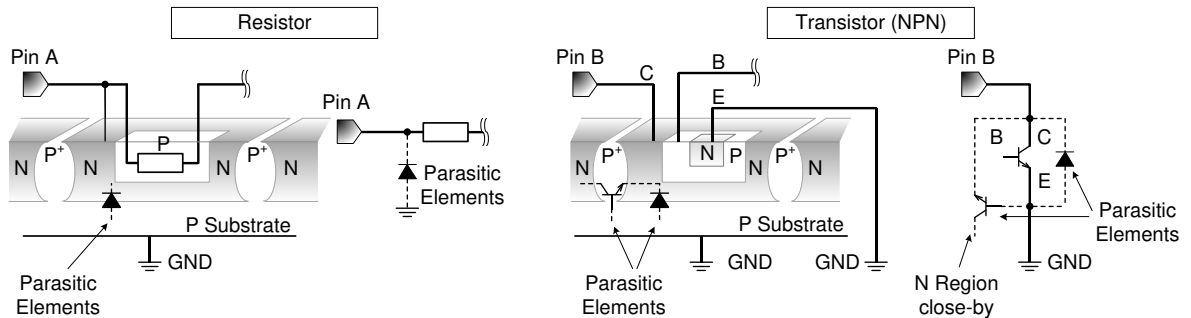 Resistor
Pin A
N
P+
N
P
P+
N
N
P Substrate
GND
Parasitic
Elements
Pin A
Parasitic
Elements
Transistor (NPN)
Pin B
C
B
E
N
P+
N
N
P
P+
N
N
P Substrate
GND
GND
Parasitic
Elements
Pin B
B
C
E
Parasitic
Elements
GND
N Region
close-by